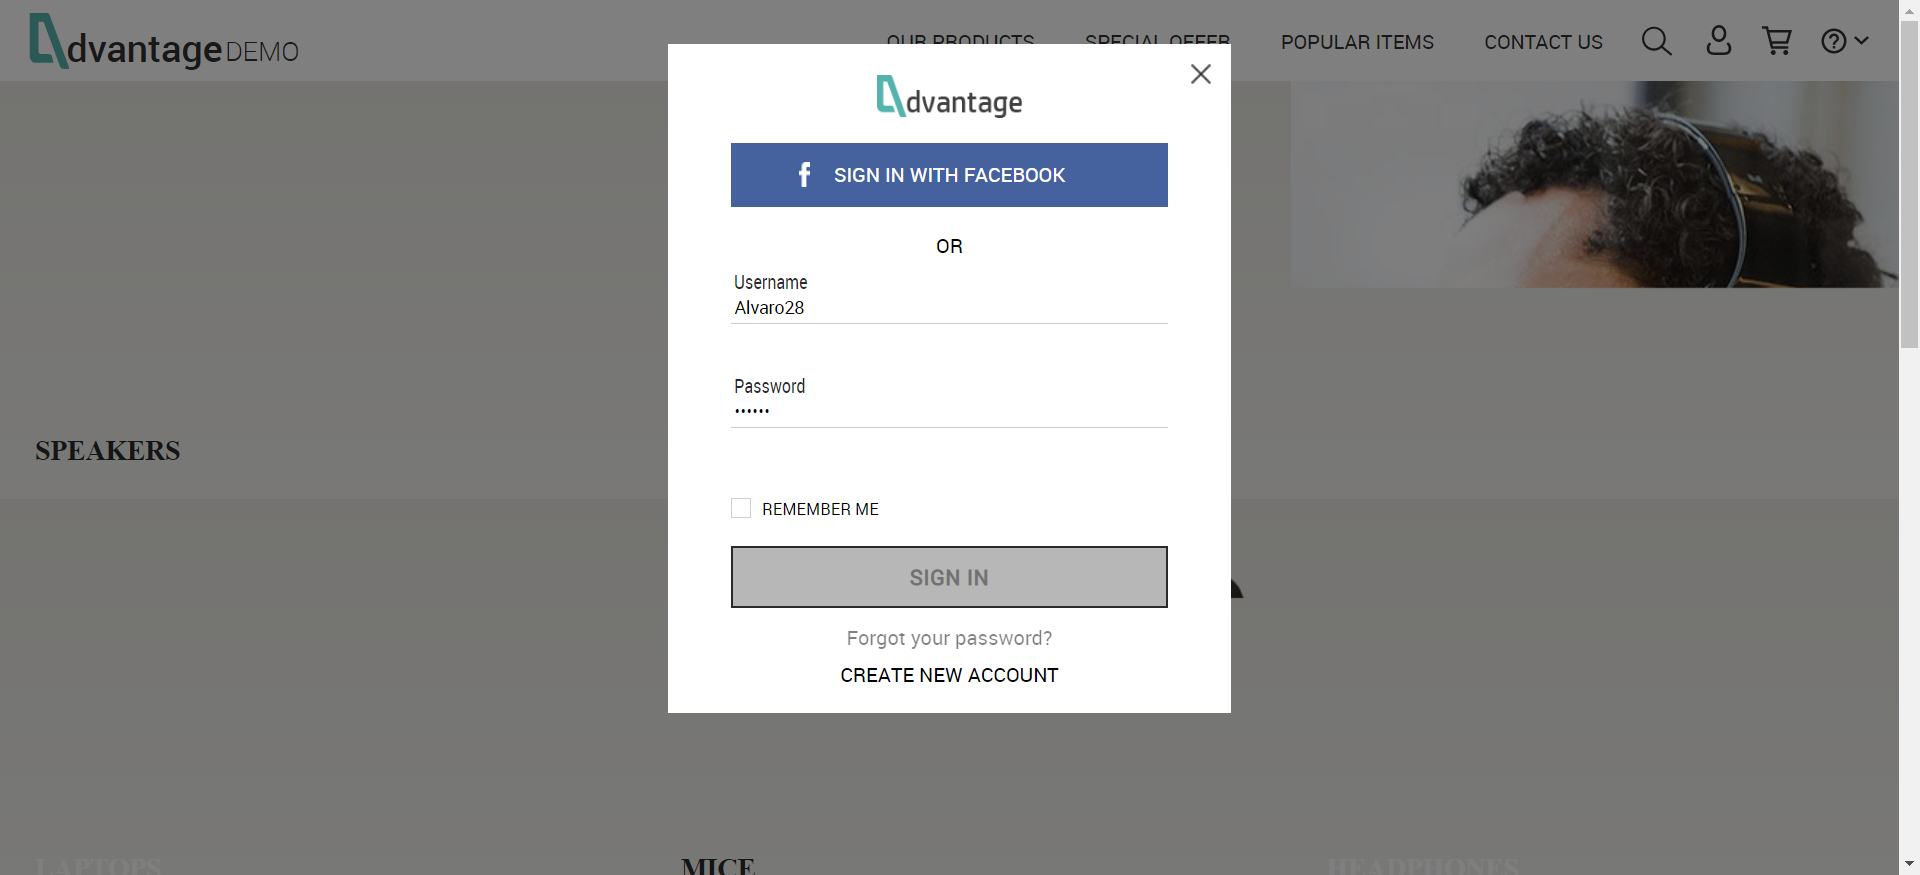 dvantage DEMO
OUR PRODUCTS
SPECIAL OFFER
POPULAR ITEMS
CONTACT US
dvantage
SIGN IN WITH FACEBOOK
OR
Username
Alvaro28
Password
••••••
REMEMBER ME
SIGN IN
Forgot your password?
CREATE NEW ACCOUNT
SPEAKERS
LAPTOPS
MICE
HEADPHONES